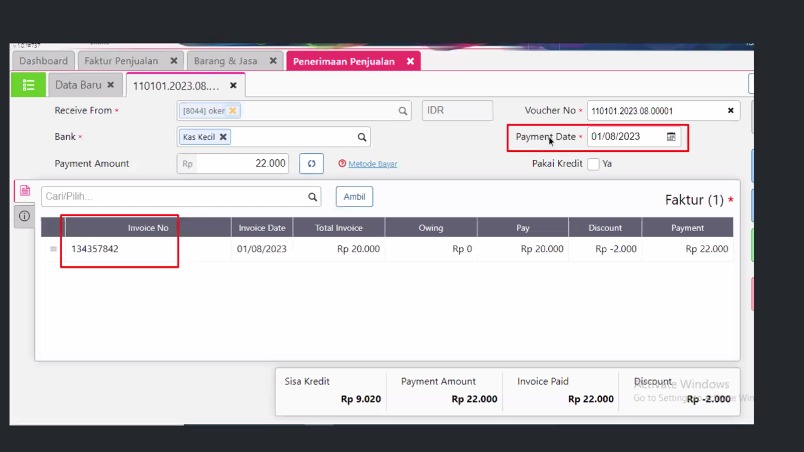 Dashboard Faktur Penjualan Barang & Jasa Penerimaan Penjualan
Data Baru 110101.2023.08....
Receive From * [8044] oker IDR Voucher No * 110101.2023.08.00001
Bank * Kas Kecil Payment Date * 01/08/2023
Payment Amount Rp 22.000 Metode Bayar Pakai Kredit Ya
Cari/Pilih... Ambil Faktur (1) *
Invoice No Invoice Date Total Invoice Owing Pay Discount Payment
134357842 01/08/2023 Rp 20.000 Rp 0 Rp 20.000 Rp -2.000 Rp 22.000
Sisa Kredit Payment Amount Invoice Paid Discount
Rp 9.020 Rp 22.000 Rp 22.000 Rp -2.000
Activate Windows
Go to Settings to activate Win